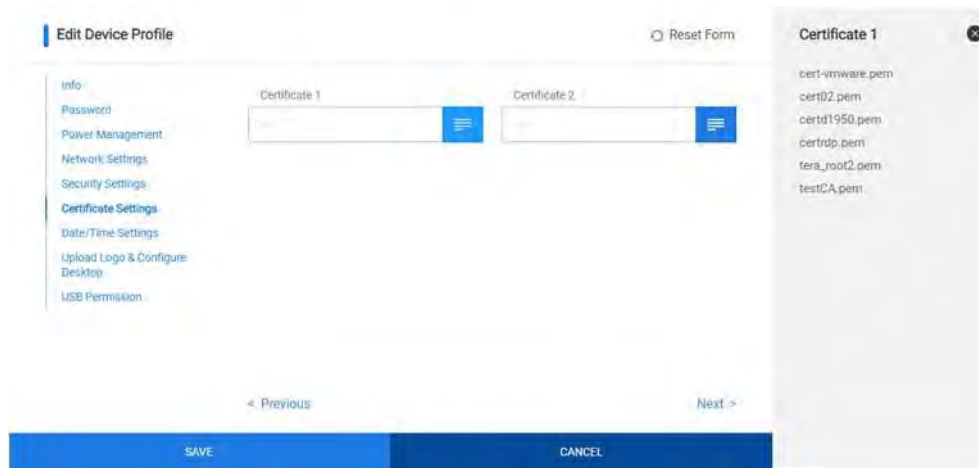 Edit Device Profile
Reset Form
Info
Password
Power Management
Network Settings
Security Settings
Certificate Settings
Date/Time Settings
Upload Logo & Configure
Desktop
USB Permission
Certificate 1
Certificate 2
< Previous
Next >
SAVE
CANCEL
Certificate 1
cert-vmware.pem
cert02.pem
certd1950.pem
certrdp.pem
tera_root2.pem
testCA.pem